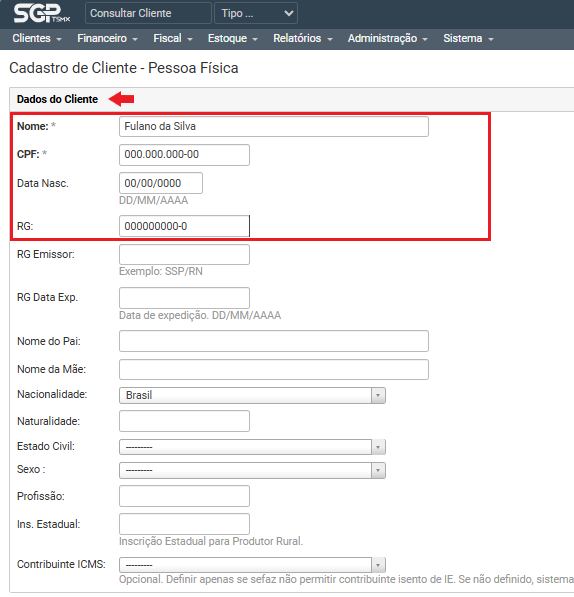 SGP TSMX Consultar Cliente Tipo ...
Clientes Financeiro Fiscal Estoque Relatórios Administração Sistema
Cadastro de Cliente - Pessoa Física
Dados do Cliente
Nome: * Fulano da Silva
CPF: * 000.000.000-00
Data Nasc. 00/00/0000
DD/MM/AAAA
RG: 000000000-0
RG Emissor:
Exemplo: SSP/RN
RG Data Exp.
Data de expedição. DD/MM/AAAA
Nome do Pai:
Nome da Mãe:
Nacionalidade: Brasil
Naturalidade:
Estado Civil: ---------
Sexo : ---------
Profissão:
Ins. Estadual:
Inscrição Estadual para Produtor Rural.
Contribuinte ICMS: ---------
Opcional. Definir apenas se sefaz não permitir contribuinte isento de IE. Se não definido, sistema